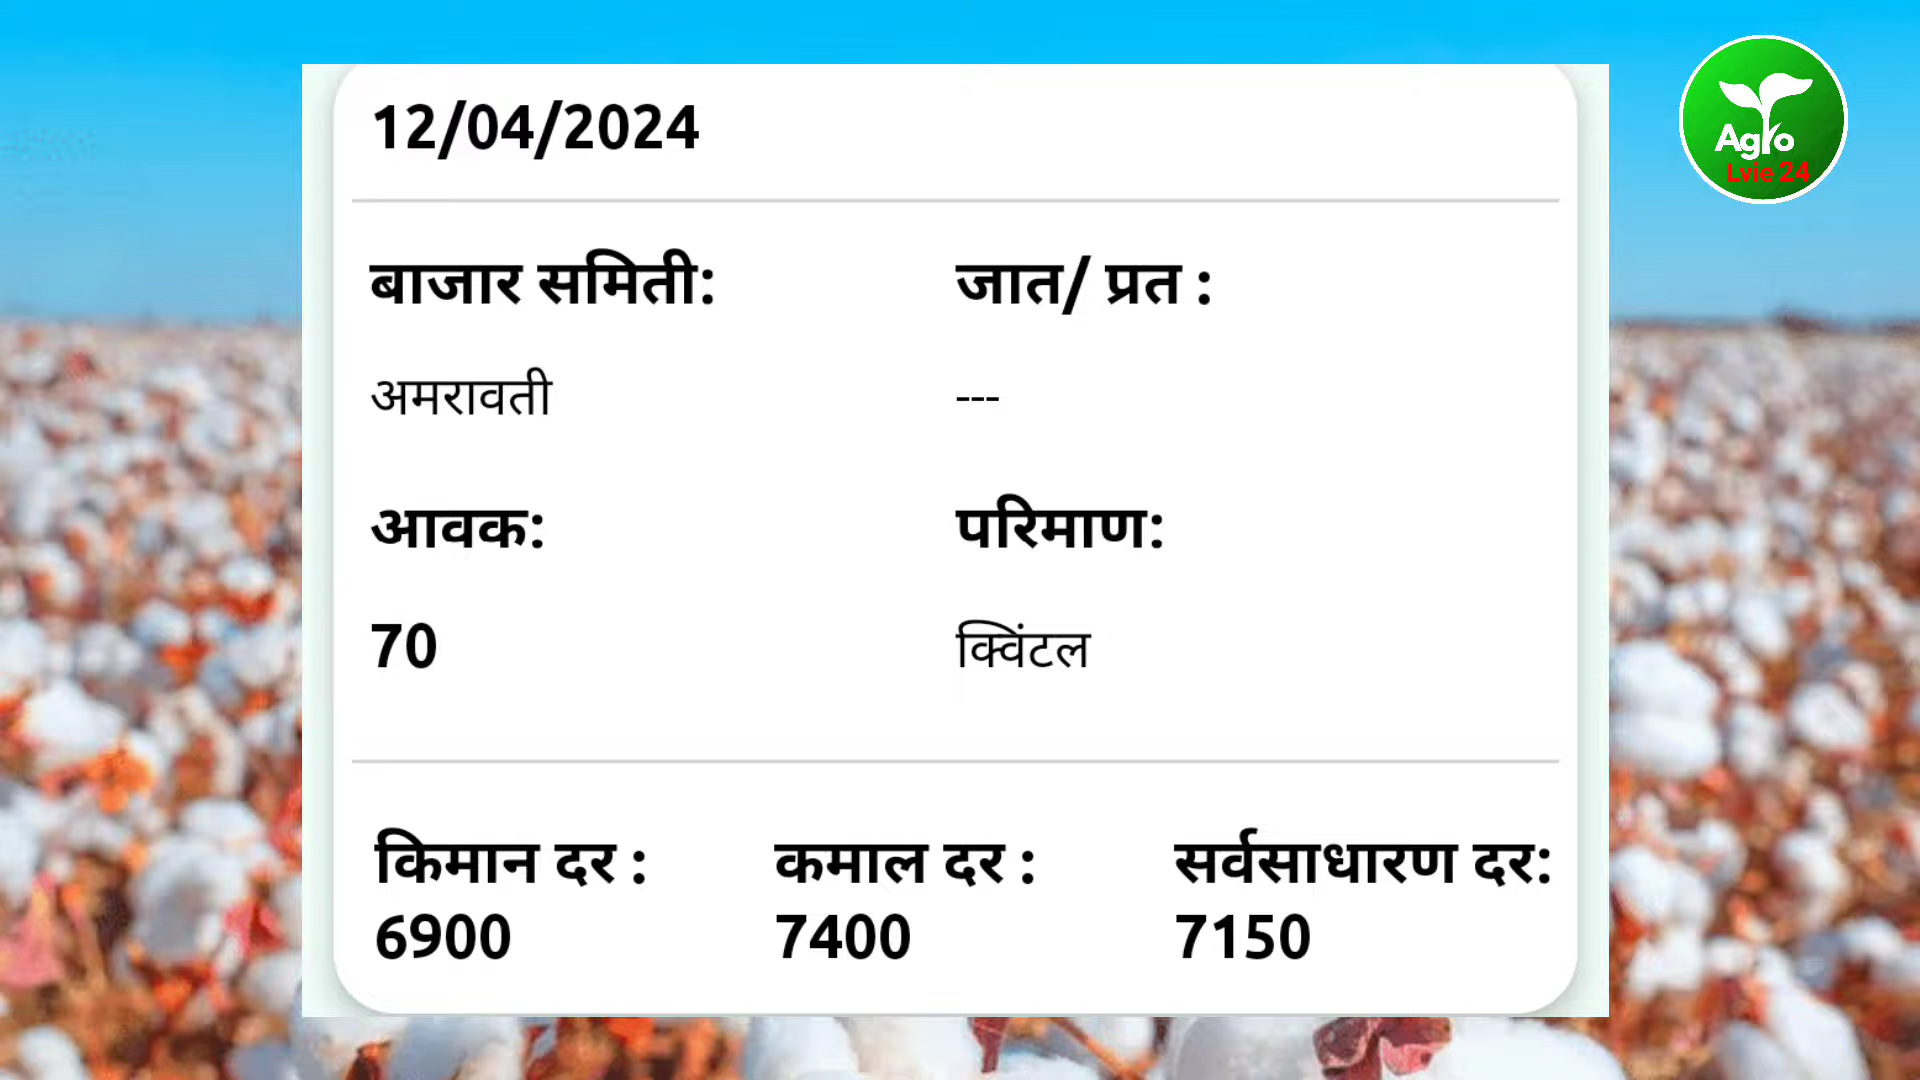 12/04/2024
Agro
Lvie 24
बाजार समिती: जात/ प्रत :
अमरावती ---
आवक: परिमाण:
70 क्विंटल
किमान दर : कमाल दर : सर्वसाधारण दर:
6900 7400 7150